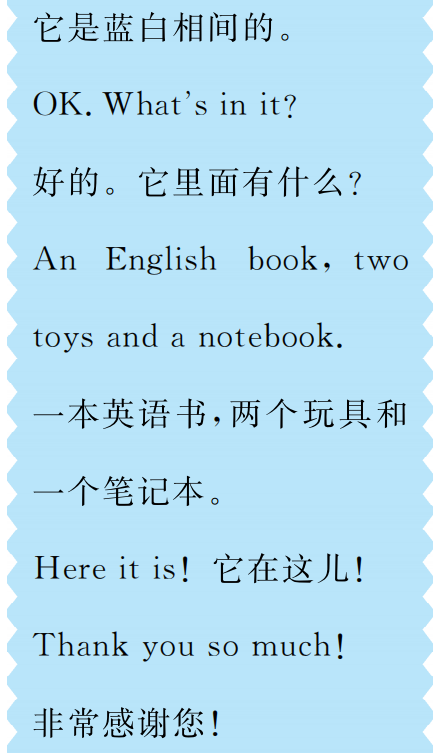 它是蓝白相间的。
OK. What's in it?
好的。它里面有什么?
An English book, two
toys and a notebook.
一本英语书,两个玩具和
一个笔记本。
Here it is! 它在这儿!
Thank you so much!
非常感谢您!